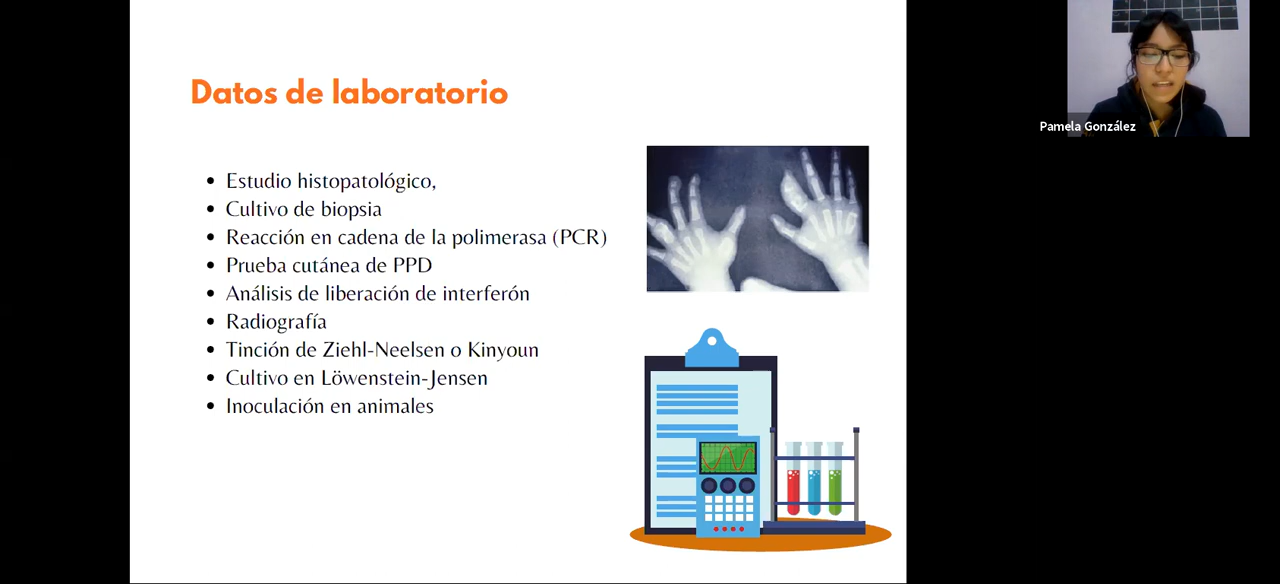 Datos de laboratorio
Estudio histopatológico,
Cultivo de biopsia
Reacción en cadena de la polimerasa (PCR)
Prueba cutánea de PPD
Análisis de liberación de interferón
Radiografía
Tinción de Ziehl-Neelsen o Kinyoun
Cultivo en Löwenstein-Jensen
Inoculación en animales
Pamela González